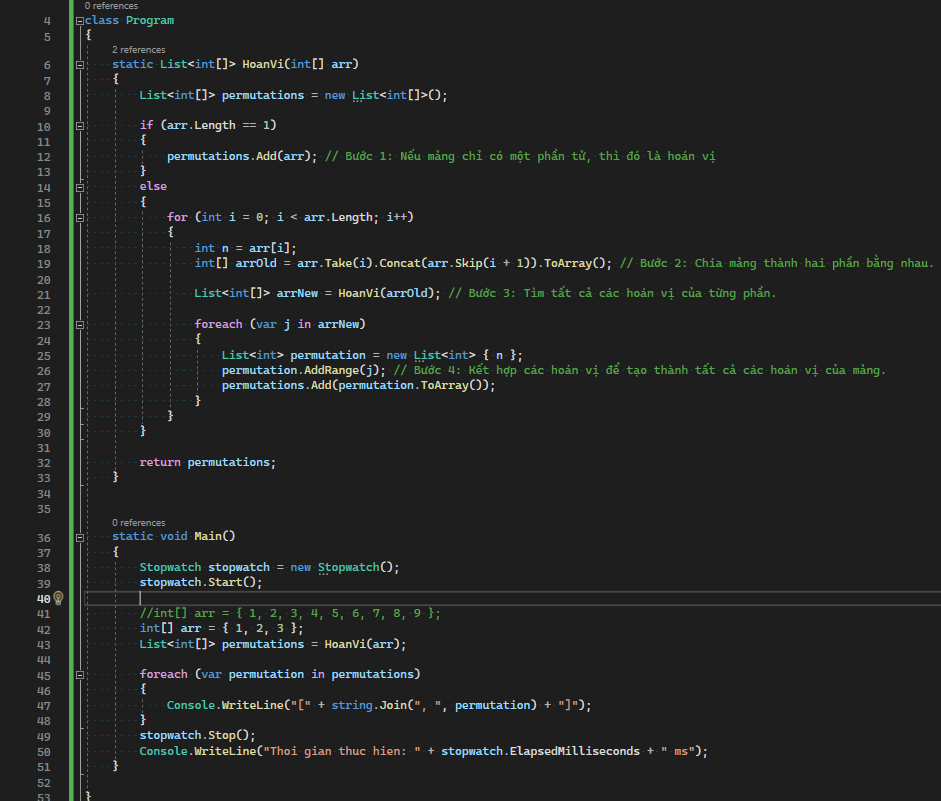 0 references
4 class Program
5 {
2 references
6 static List<int[]> HoanVi(int[] arr)
7 {
8 List<int[]> permutations = new List<int[]>();
9
10 if (arr.Length == 1)
11 {
12 permutations.Add(arr); // Bước 1: Nếu mảng chỉ có một phần tử, thì đó là hoán vị
13 }
14 else
15 {
16 for (int i = 0; i < arr.Length; i++)
17 {
18 int n = arr[i];
19 int[] arrOld = arr.Take(i).Concat(arr.Skip(i + 1)).ToArray(); // Bước 2: Chia mảng thành hai phần bằng nhau.
20
21 List<int[]> arrNew = HoanVi(arrOld); // Bước 3: Tìm tất cả các hoán vị của từng phần.
22
23 foreach (var j in arrNew)
24 {
25 List<int> permutation = new List<int> { n };
26 permutation.AddRange(j); // Bước 4: Kết hợp các hoán vị để tạo thành tất cả các hoán vị của mảng.
27 permutations.Add(permutation.ToArray());
28 }
29 }
30 }
31
32 return permutations;
33 }
34
35
0 references
36 static void Main()
37 {
38 Stopwatch stopwatch = new Stopwatch();
39 stopwatch.Start();
40
41 //int[] arr = { 1, 2, 3, 4, 5, 6, 7, 8, 9 };
42 int[] arr = { 1, 2, 3 };
43 List<int[]> permutations = HoanVi(arr);
44
45 foreach (var permutation in permutations)
46 {
47 Console.WriteLine("[" + string.Join(", ", permutation) + "]");
48 }
49 stopwatch.Stop();
50 Console.WriteLine("Thoi gian thuc hien: " + stopwatch.ElapsedMilliseconds + " ms");
51 }
52
53 }